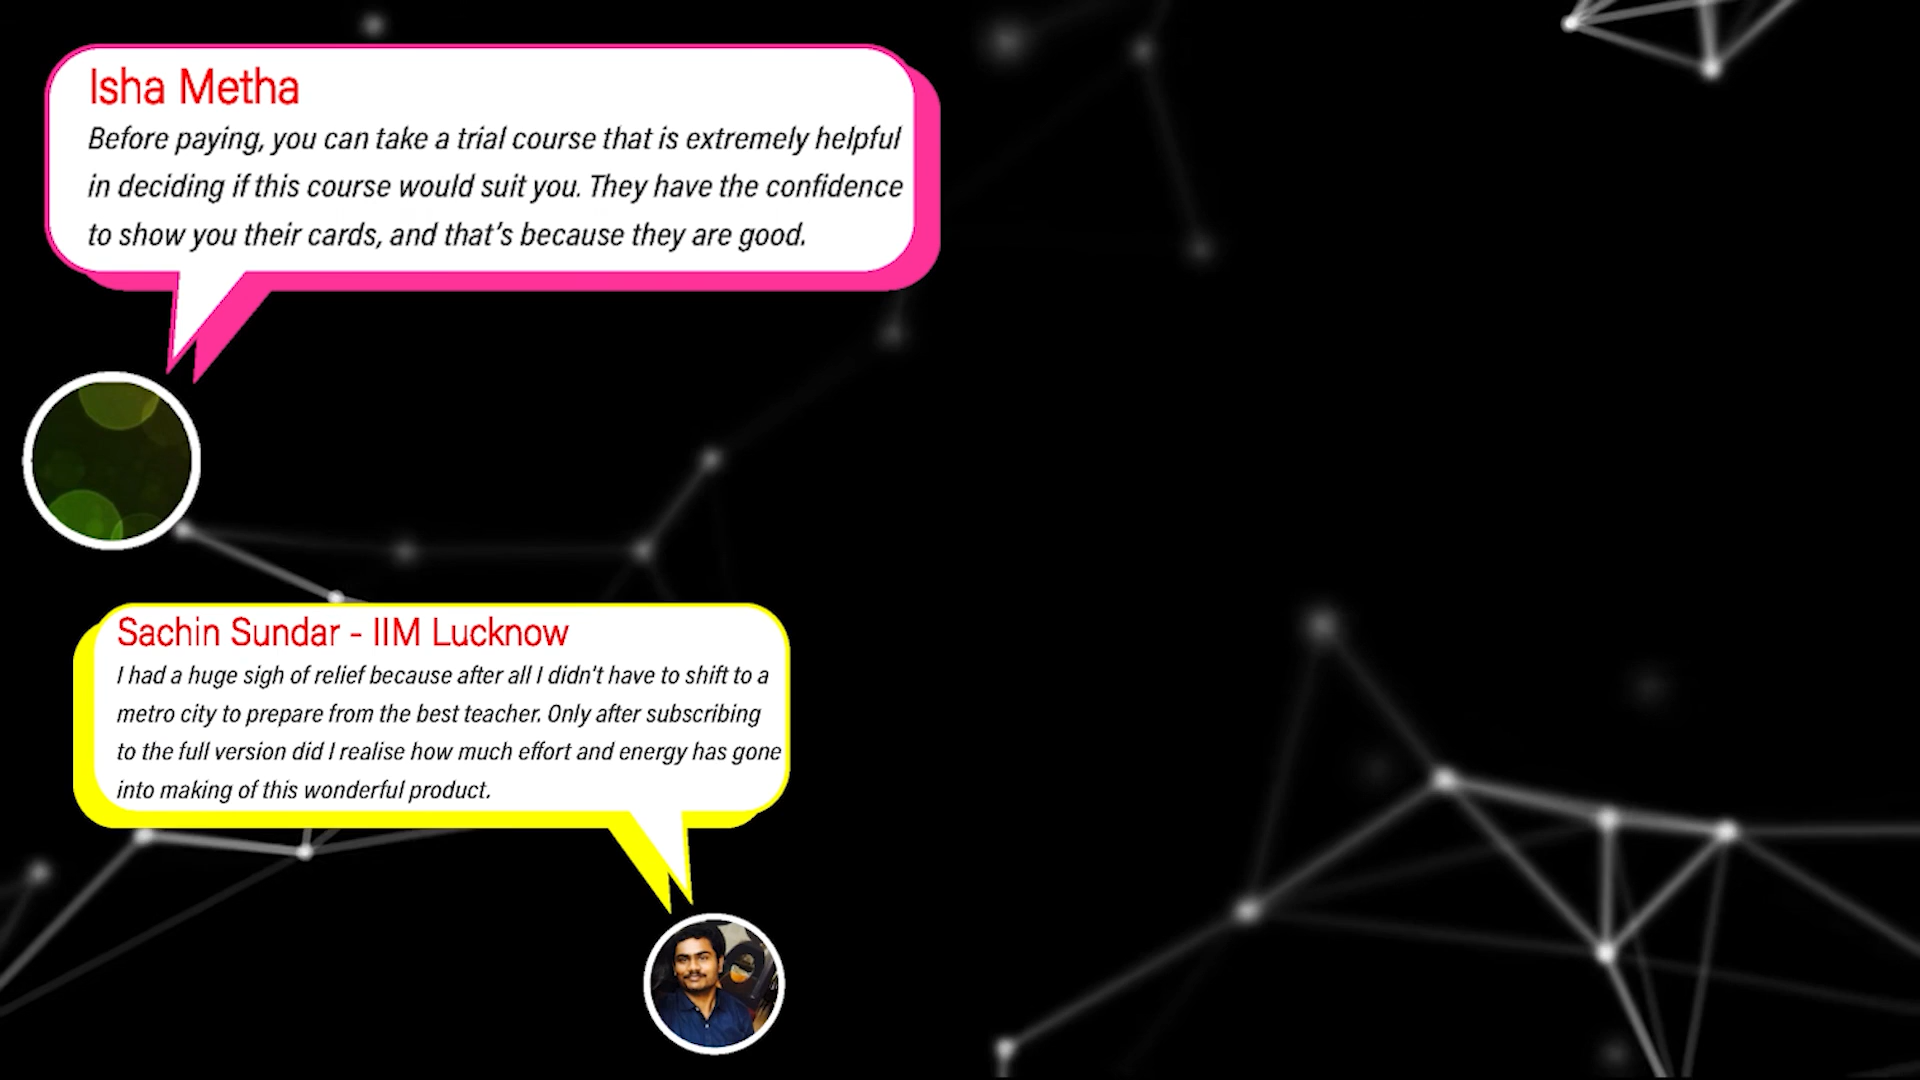 Isha Metha
Before paying, you can take a trial course that is extremely helpful
in deciding if this course would suit you. They have the confidence
to show you their cards, and that's because they are good.
Sachin Sundar - IIM Lucknow
I had a huge sigh of relief because after all I didn't have to shift to a
metro city to prepare from the best teacher. Only after subscribing
to the full version did I realise how much effort and energy has gone
into making of this wonderful product.